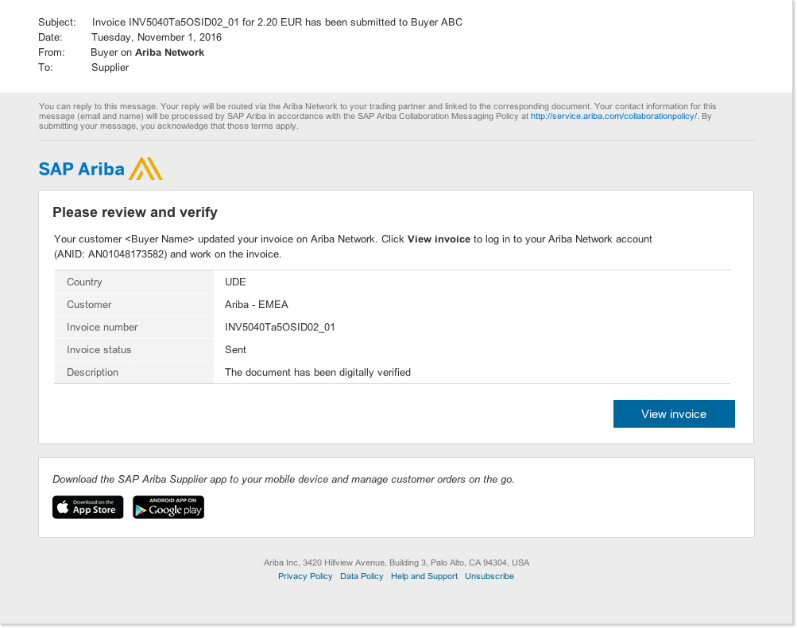 Subject: Invoice INV5040Ta5OSID02_01 for 2.20 EUR has been submitted to Buyer ABC
Date: Tuesday, November 1, 2016
From: Buyer on Ariba Network
To: Supplier
You can reply to this message. Your reply will be routed via the Ariba Network to your trading partner and linked to the corresponding document. Your contact information for this
message (email and name) will be processed by SAP Ariba in accordance with the SAP Ariba Collaboration Messaging Policy at http://service.ariba.com/collaborationpolicy/. By
submitting your message, you acknowledge that those terms apply.
SAP Ariba
Please review and verify
Your customer <Buyer Name> updated your invoice on Ariba Network. Click View invoice to log in to your Ariba Network account
(ANID: AN01048173582) and work on the invoice.
Country UDE
Customer Ariba - EMEA
Invoice number INV5040Ta5OSID02_01
Invoice status Sent
Description The document has been digitally verified
View invoice
Download the SAP Ariba Supplier app to your mobile device and manage customer orders on the go.
Download on the
App Store
ANDROID APP ON
Google play
Ariba Inc, 3420 Hillview Avenue, Building 3, Palo Alto, CA 94304, USA
Privacy Policy Data Policy Help and Support Unsubscribe